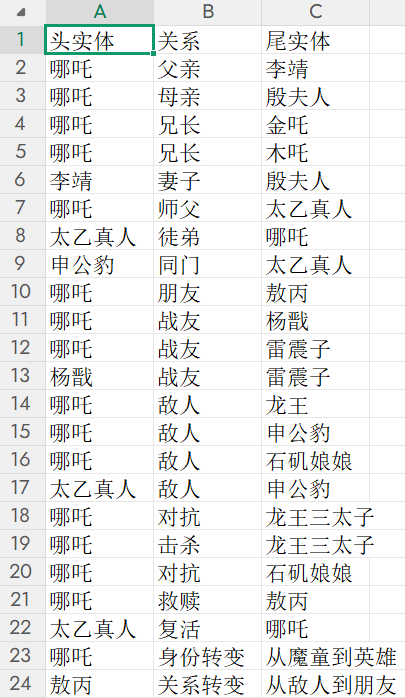 A B C
1 头实体 关系 尾实体
2 哪吒 父亲 李靖
3 哪吒 母亲 殷夫人
4 哪吒 兄长 金吒
5 哪吒 兄长 木吒
6 李靖 妻子 殷夫人
7 哪吒 师父 太乙真人
8 太乙真人 徒弟 哪吒
9 申公豹 同门 太乙真人
10 哪吒 朋友 敖丙
11 哪吒 战友 杨戬
12 哪吒 战友 雷震子
13 杨戬 战友 雷震子
14 哪吒 敌人 龙王
15 哪吒 敌人 申公豹
16 哪吒 敌人 石矶娘娘
17 太乙真人 敌人 申公豹
18 哪吒 对抗 龙王三太子
19 哪吒 击杀 龙王三太子
20 哪吒 对抗 石矶娘娘
21 哪吒 救赎 敖丙
22 太乙真人 复活 哪吒
23 哪吒 身份转变 从魔童到英雄
24 敖丙 关系转变 从敌人到朋友